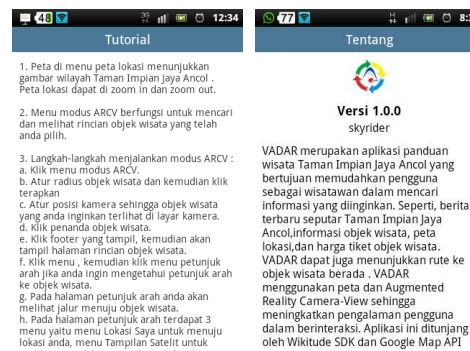 48
3G
12:34
Tutorial
1. Peta di menu peta lokasi menunjukkan
gambar wilayah Taman Impian Jaya Ancol .
Peta lokasi dapat di zoom in dan zoom out.
2. Menu modus ARCV berfungsi untuk mencari
dan melihat rincian objek wisata yang telah
anda pilih.
3. Langkah-langkah menjalankan modus ARCV :
a. Klik menu modus ARCV.
b. Atur radius objek wisata dan kemudian klik
terapkan
c. Atur posisi kamera sehingga objek wisata
yang anda inginkan terlihat di layar kamera.
d. Klik penanda objek wisata.
e. Klik footer yang tampil, kemudian akan
tampil halaman rincian objek wisata.
f. Klik menu , kemudian klik menu petunjuk
arah jika anda ingin mengetahui petunjuk arah
ke objek wisata.
g. Pada halaman petunjuk arah anda akan
melihat jalur menuju objek wisata.
h. Pada halaman petunjuk arah terdapat 3
menu yaitu menu Lokasi Saya untuk menuju
lokasi anda, menu Tampilan Satelit untuk
77
H
8:3
Tentang
Versi 1.0.0
skyrider
VADAR merupakan aplikasi panduan
wisata Taman Impian Jaya Ancol yang
bertujuan memudahkan pengguna
sebagai wisatawan dalam mencari
informasi yang diinginkan. Seperti, berita
terbaru seputar Taman Impian Jaya
Ancol,informasi objek wisata, peta
lokasi,dan harga tiket objek wisata.
VADAR dapat juga menunjukkan rute ke
objek wisata berada . VADAR
menggunakan peta dan Augmented
Reality Camera-View sehingga
meningkatkan pengalaman pengguna
dalam berinteraksi. Aplikasi ini ditunjang
oleh Wikitude SDK dan Google Map API